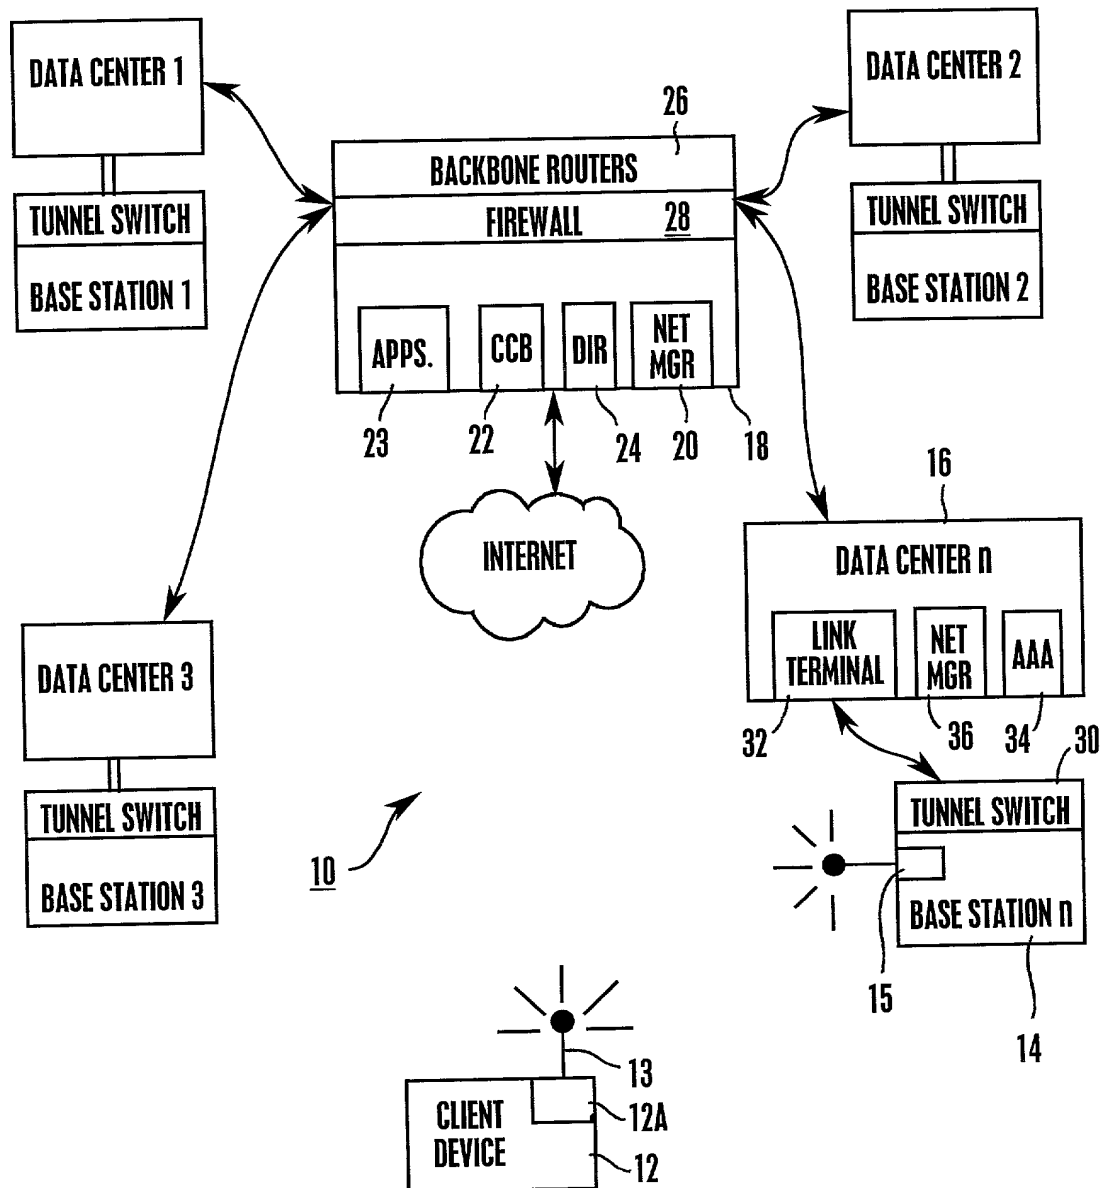 DATA CENTER 1
TUNNEL SWITCH
BASE STATION 1
DATA CENTER 2
TUNNEL SWITCH
BASE STATION 2
26
BACKBONE ROUTERS
FIREWALL 28
APPS.
CCB
DIR
NET
MGR
23
22
24
20
18
INTERNET
16
DATA CENTER n
LINK
TERMINAL
NET
MGR
AAA
32
36
34
30
TUNNEL SWITCH
BASE STATION n
15
14
DATA CENTER 3
TUNNEL SWITCH
BASE STATION 3
10
13
12A
CLIENT
DEVICE
12